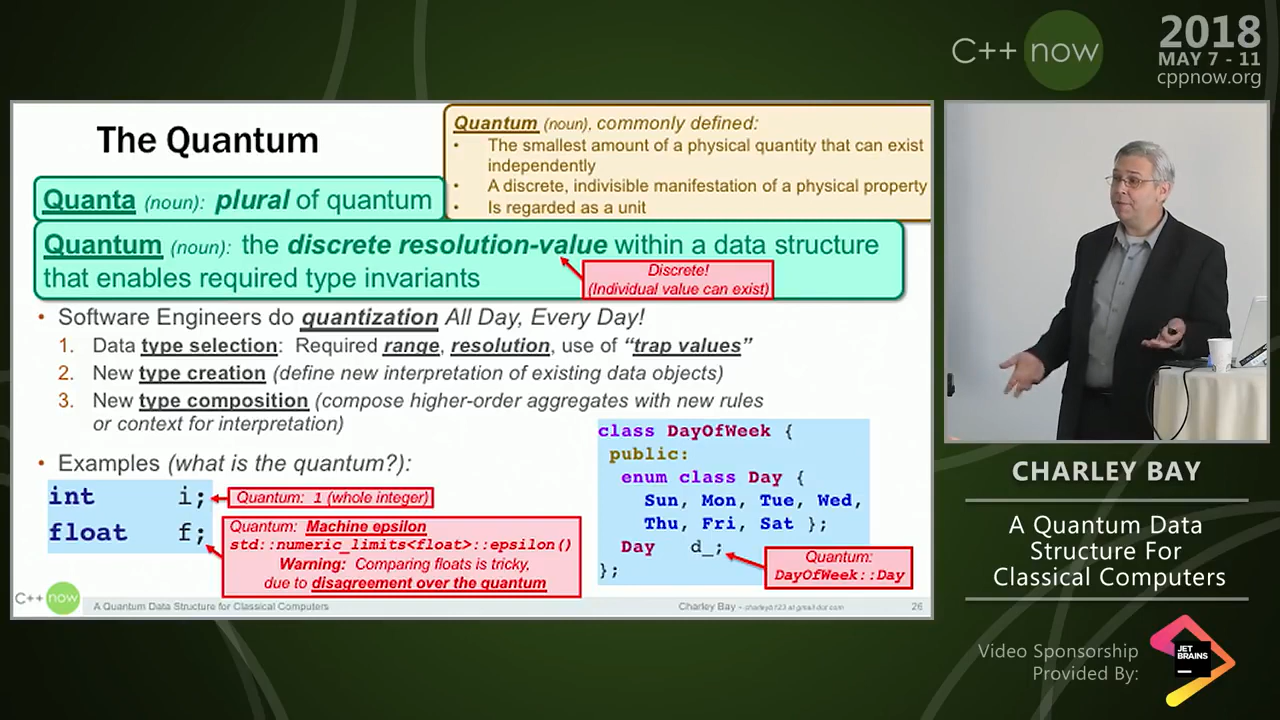 C++ now
2018
MAY 7 - 11
cppnow.org
The Quantum
Quantum (noun), commonly defined:
• The smallest amount of a physical quantity that can exist
independently
• A discrete, indivisible manifestation of a physical property
• Is regarded as a unit
Quanta (noun): plural of quantum
Quantum (noun): the discrete resolution-value within a data structure
that enables required type invariants
Discrete!
(Individual value can exist)
• Software Engineers do quantization All Day, Every Day!
1. Data type selection: Required range, resolution, use of “trap values”
2. New type creation (define new interpretation of existing data objects)
3. New type composition (compose higher-order aggregates with new rules
or context for interpretation)
• Examples (what is the quantum?):
int i;
Quantum: 1 (whole integer)
float f;
Quantum: Machine epsilon
std::numeric_limits<float>::epsilon()
Warning: Comparing floats is tricky,
due to disagreement over the quantum
class DayOfWeek {
public:
enum class Day {
Sun, Mon, Tue, Wed,
Thu, Fri, Sat };
Day d_;
};
Quantum:
DayOfWeek::Day
C++ now
A Quantum Data Structure for Classical Computers
Charley Bay - charleyb123 at gmail dot com
26
CHARLEY BAY
A Quantum Data
Structure For
Classical Computers
Video Sponsorship
Provided By:
JET
BRAINS